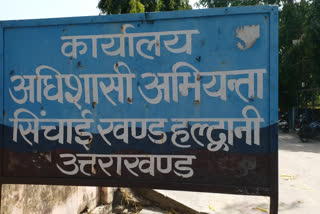 कार्यालय
अधिशासी अभियन्ता
सिंचाई खण्ड हल्द्वानी
उत्तराखण्ड